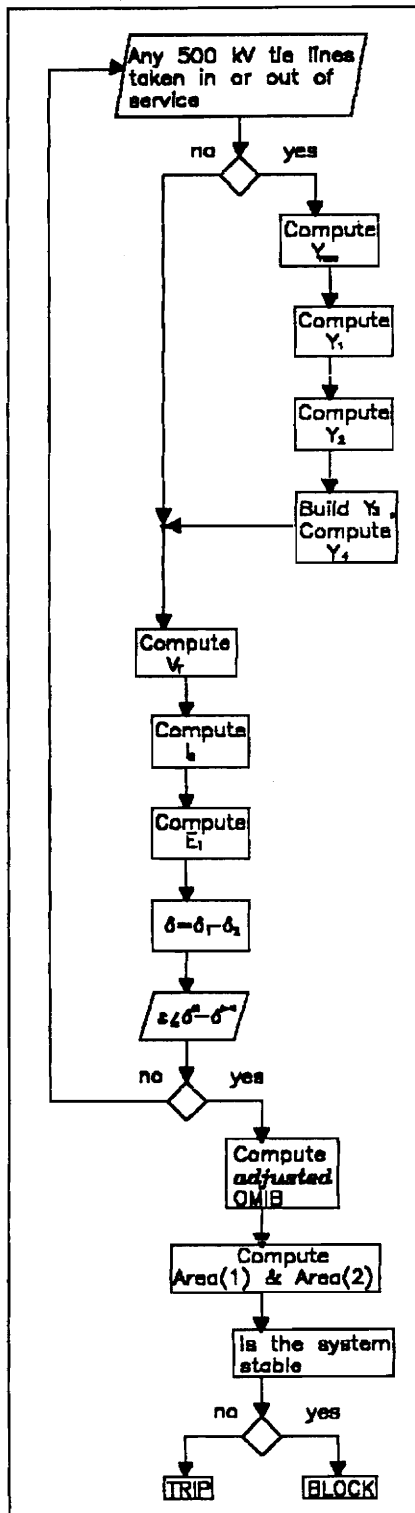 Any 500 kV tie lines
taken in or out of
service
no yes
Compute
Compute
Y₁
Compute
Y₂
Build Y₃,
Compute
Y₄
Compute
V_T
Compute
Compute
E₁
δ=δ₁-δ₂
no yes
Compute
adjusted
OMIB
Compute
Area(1) & Area(2)
Is the system
stable
no yes
TRIP BLOCK